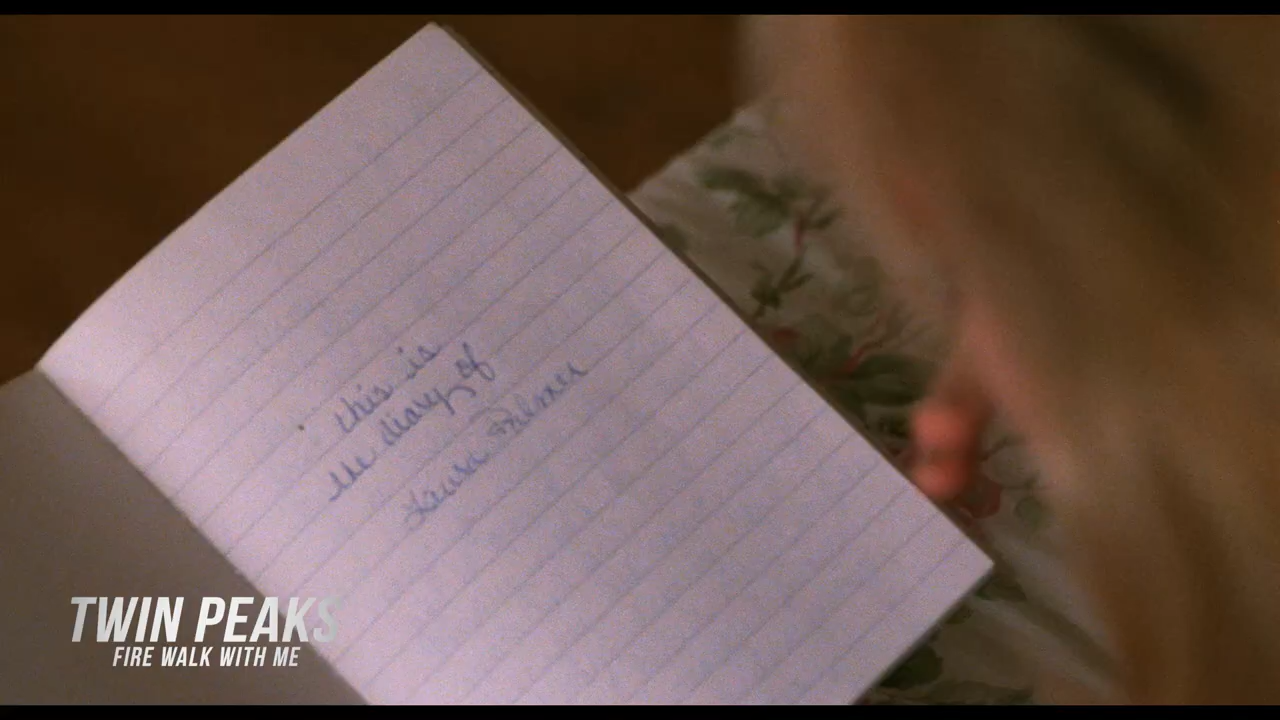 this is
the diary of
Laura Palmer
TWIN PEAKS
FIRE WALK WITH ME